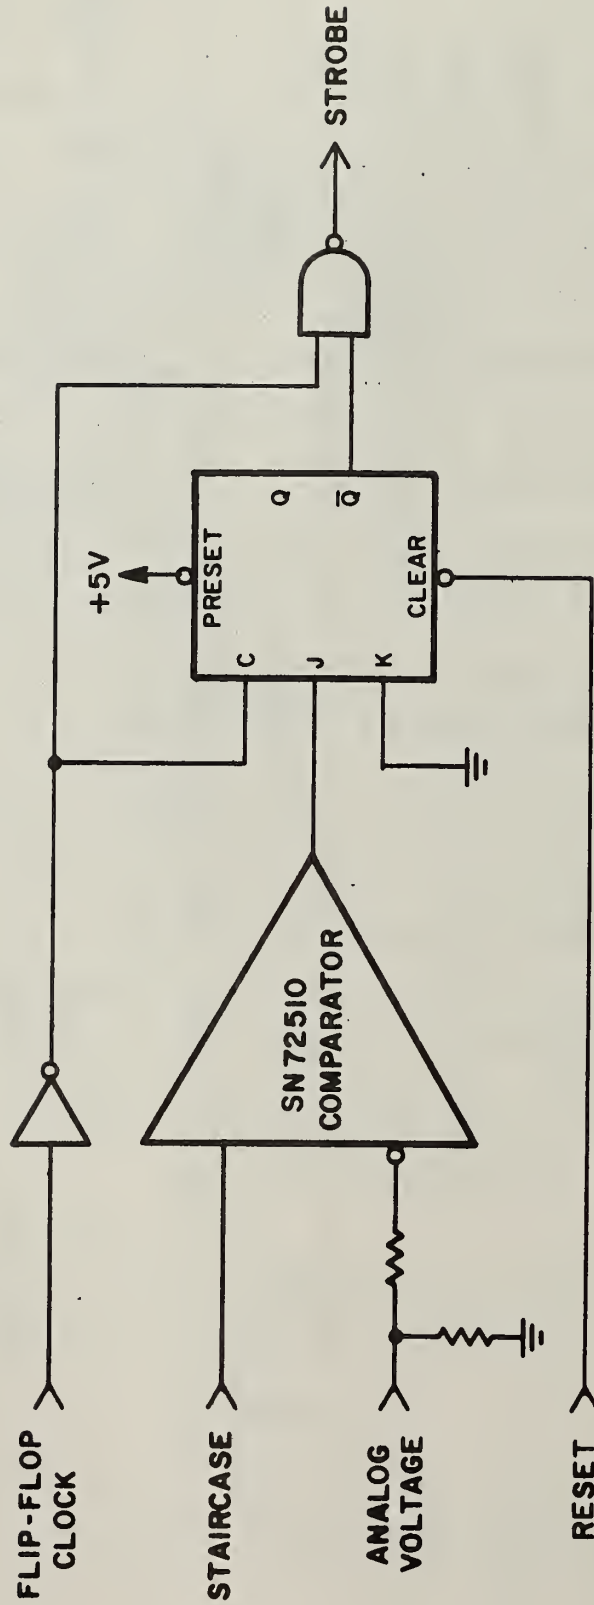 FLIP-FLOP
CLOCK
STAIRCASE
ANALOG
VOLTAGE
RESET
SN72510
COMPARATOR
+5V
PRESET
C
J
K
Q
Q̅
CLEAR
STROBE